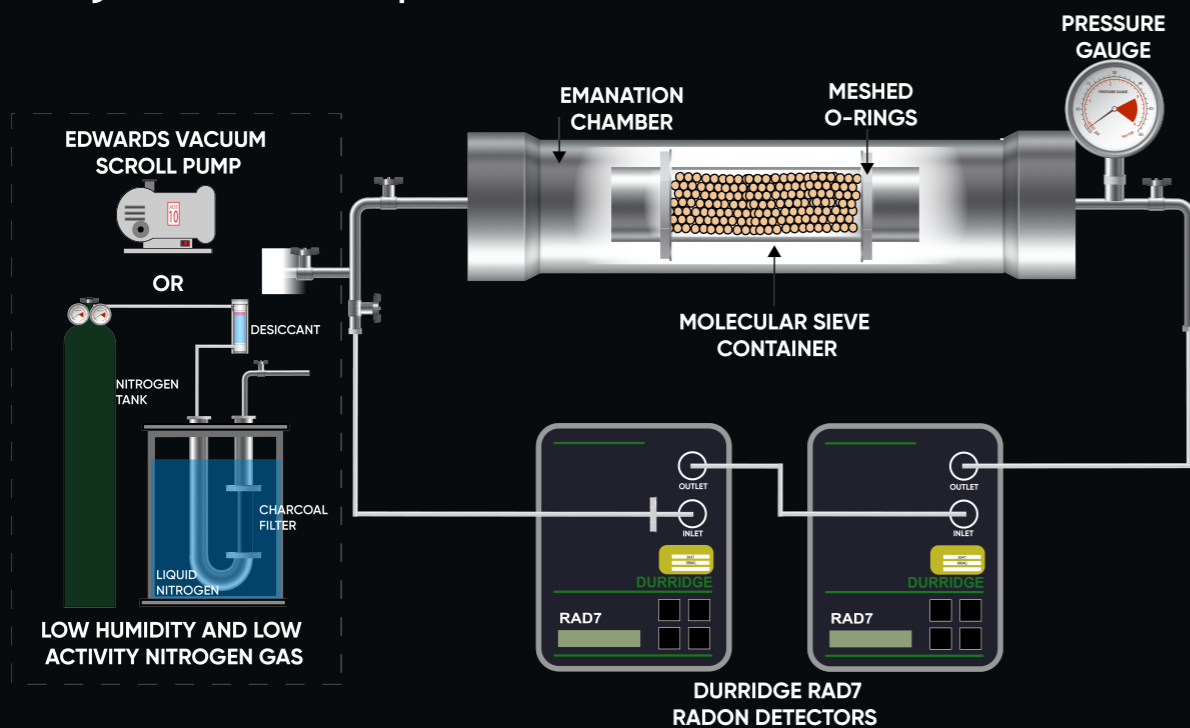 PRESSURE
GAUGE
EMANATION
CHAMBER
MESHED
O-RINGS
EDWARDS VACUUM
SCROLL PUMP
10
OR
DESICCANT
NITROGEN
TANK
MOLECULAR SIEVE
CONTAINER
CHARCOAL
FILTER
LIQUID
NITROGEN
LOW HUMIDITY AND LOW
ACTIVITY NITROGEN GAS
OUTLET
INLET
DURRIDGE
RAD7
OUTLET
INLET
DURRIDGE
RAD7
DURRIDGE RAD7
RADON DETECTORS